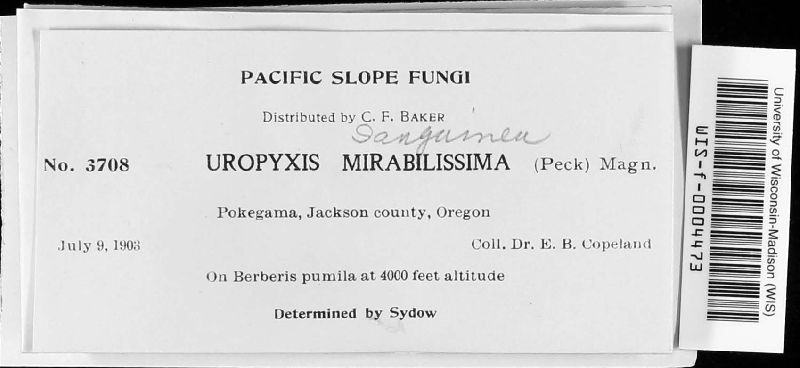 PACIFIC SLOPE FUNGI
Distributed by C. F. BAKER
Sanguinea
No. 3708 UROPYXIS MIRABILISSIMA (Peck) Magn.
Pokegama, Jackson county, Oregon
July 9, 1903 Coll. Dr. E. B. Copeland
On Berberis pumila at 4000 feet altitude
Determined by Sydow
University of Wisconsin-Madison (WIS)
WIS-f-0004473